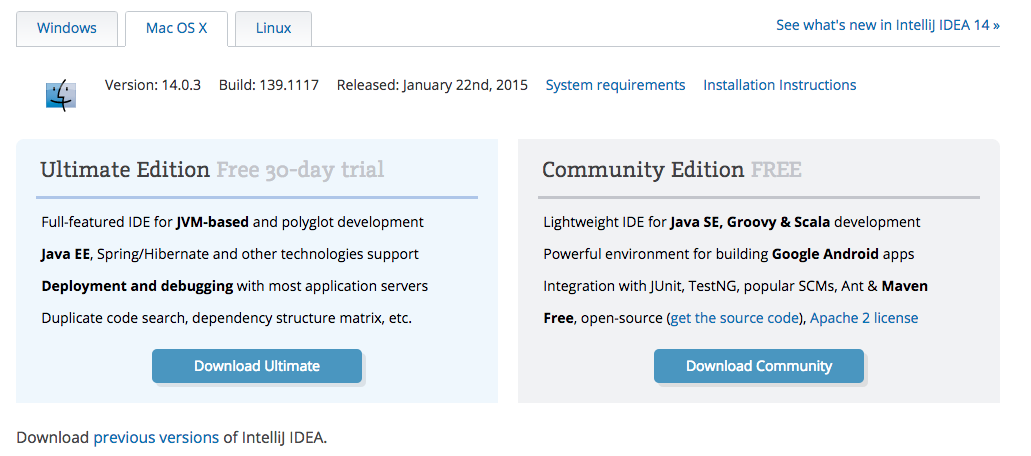 Windows Mac OS X Linux See what's new in IntelliJ IDEA 14 »
Version: 14.0.3 Build: 139.1117 Released: January 22nd, 2015 System requirements Installation Instructions
Ultimate Edition Free 30-day trial
Full-featured IDE for JVM-based and polyglot development
Java EE, Spring/Hibernate and other technologies support
Deployment and debugging with most application servers
Duplicate code search, dependency structure matrix, etc.
Download Ultimate
Community Edition FREE
Lightweight IDE for Java SE, Groovy & Scala development
Powerful environment for building Google Android apps
Integration with JUnit, TestNG, popular SCMs, Ant & Maven
Free, open-source (get the source code), Apache 2 license
Download Community
Download previous versions of IntelliJ IDEA.